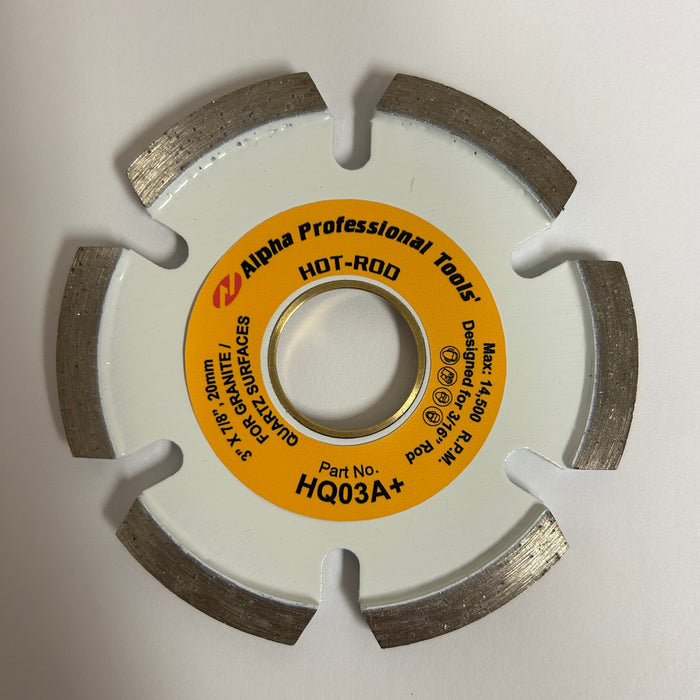 Alpha Professional Tools'
HOT-ROD
Max: 14,500 R.P.M.
Designed for 3/16" Rod
3" X 7/8", 20mm
FOR GRANITE /
QUARTZ SURFACES
Part No.
HQ03A+